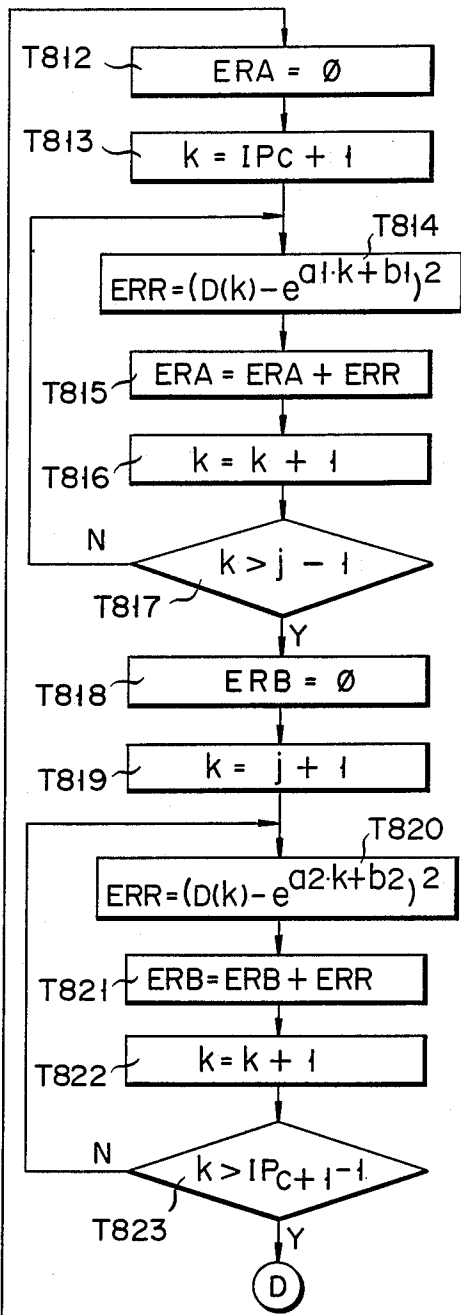 T812
ERA = Ø
T813
k = IPC + 1
T814
ERR=(D(k)-e^{a1·k+b1})^2
T815
ERA = ERA + ERR
T816
k = k + 1
N
k > j - 1
T817
Y
T818
ERB = Ø
T819
k = j + 1
T820
ERR=(D(k)-e^{a2·k+b2})^2
T821
ERB=ERB + ERR
T822
k = k + 1
N
k > IP_{C+1}-1
T823
Y
D